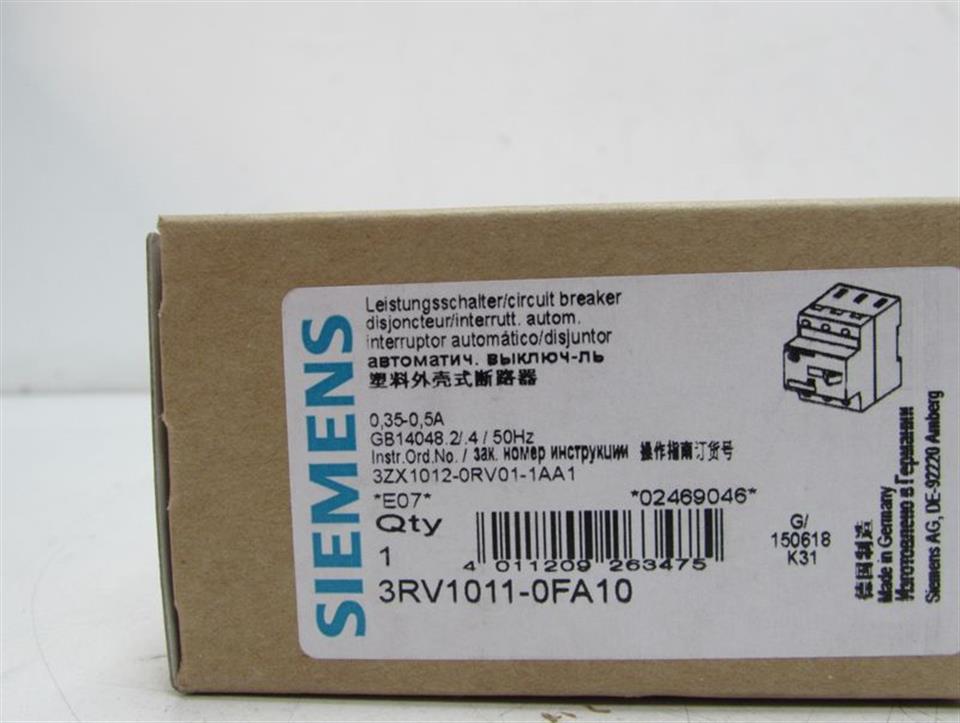 SIEMENS
Leistungsschalter/circuit breaker
disjoncteur/interrutt. autom.
interruptor automático/disjuntor
автоматич. выключ-ль
塑料外壳式断路器
0,35-0,5A
GB14048.2/.4 / 50Hz
Instr.Ord.No./ зак. номер инструкции 操作指南订货号
3ZX1012-0RV01-1AA1
*E07*
*02469046*
Qty
1
4 011209 263475
3RV1011-0FA10
G/
150618
K31
德国制造
Made in Germany
Изготовлено в Германии
Siemens AG, DE-92220 Amberg